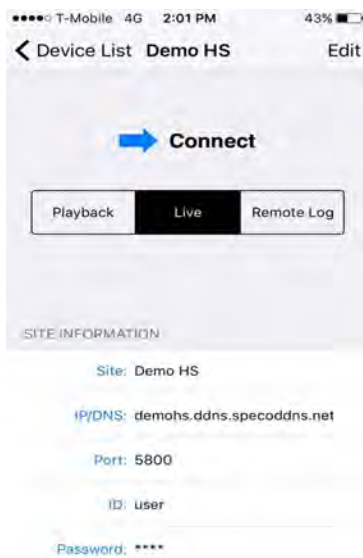 T-Mobile 4G 2:01 PM 43%
Device List Demo HS Edit
Connect
Playback Live Remote Log
SITE INFORMATION
Site: Demo HS
IP/DNS: demohs.ddns.specoddns.net
Port: 5800
ID: user
Password: ****